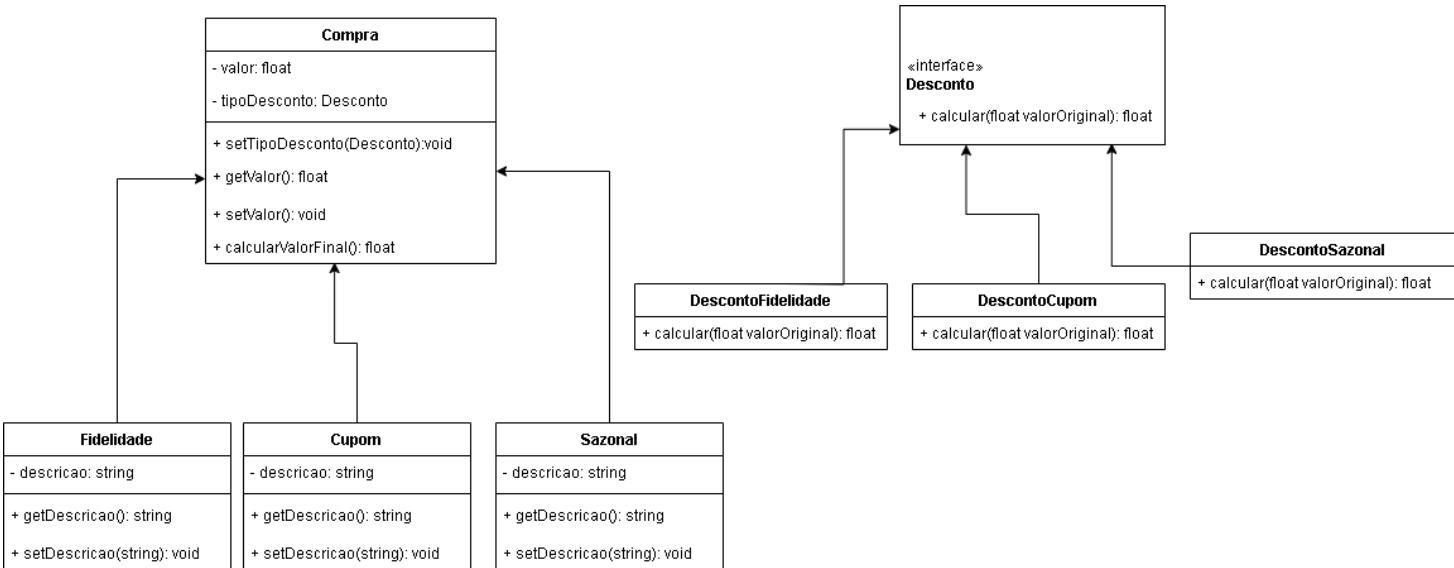 Compra
- valor: float
- tipoDesconto: Desconto
+ setTipoDesconto(Desconto):void
+ getValor(): float
+ setValor(): void
+ calcularValorFinal(): float
«interface»
Desconto
+ calcular(float valorOriginal): float
DescontoFidelidade
+ calcular(float valorOriginal): float
DescontoCupom
+ calcular(float valorOriginal): float
DescontoSazonal
+ calcular(float valorOriginal): float
Fidelidade
- descricao: string
+ getDescricao(): string
+ setDescricao(string): void
Cupom
- descricao: string
+ getDescricao(): string
+ setDescricao(string): void
Sazonal
- descricao: string
+ getDescricao(): string
+ setDescricao(string): void